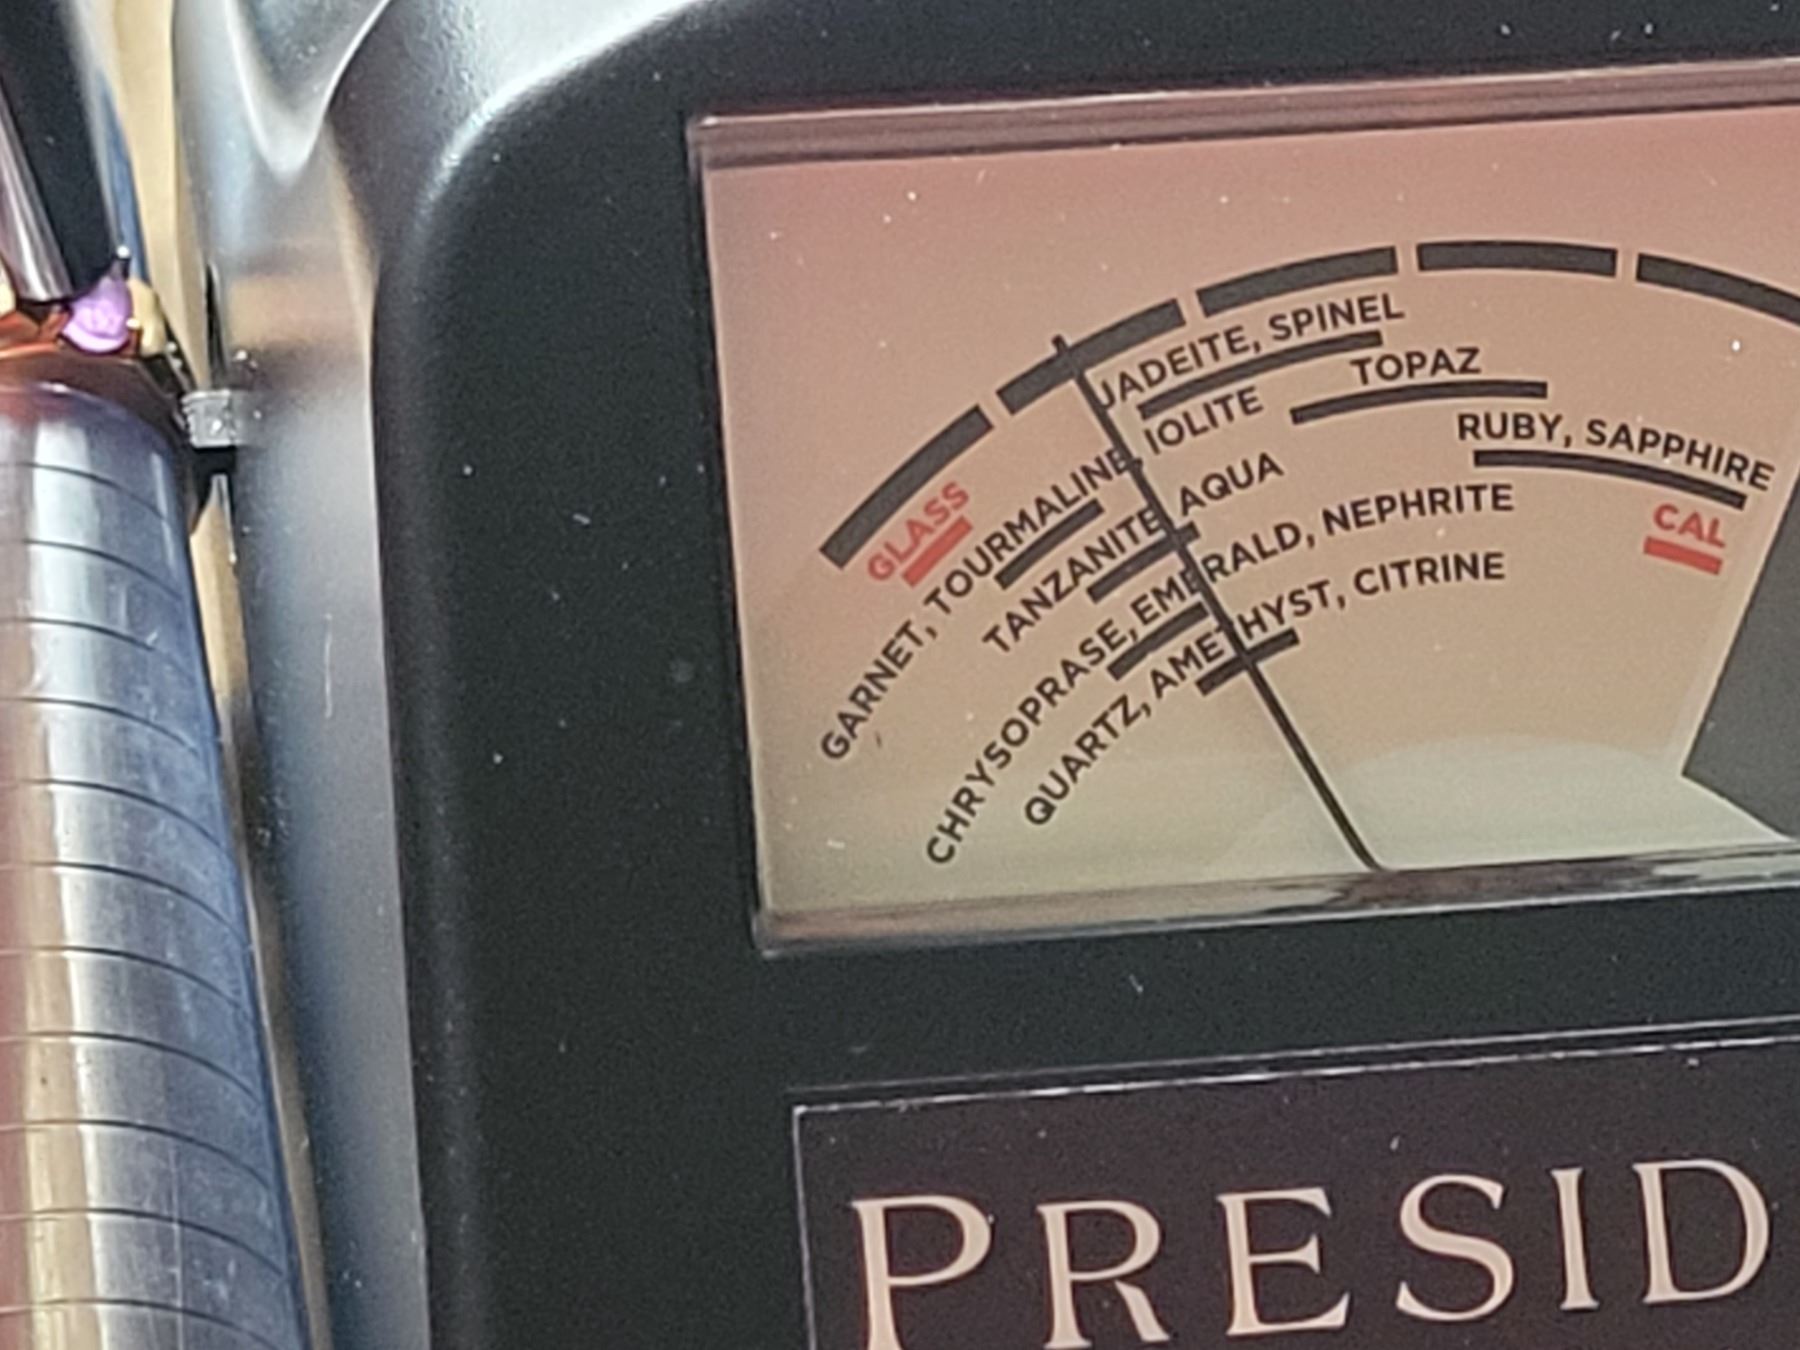 JADEITE, SPINEL
TOPAZ
RUBY, SAPPHIRE
GLASS
GARNET, TOURMALINE, IOLITE
CAL
TANZANITE, AQUA
CHRYSOPRASE, EMERALD, NEPHRITE
QUARTZ, AMETHYST, CITRINE
PRESID